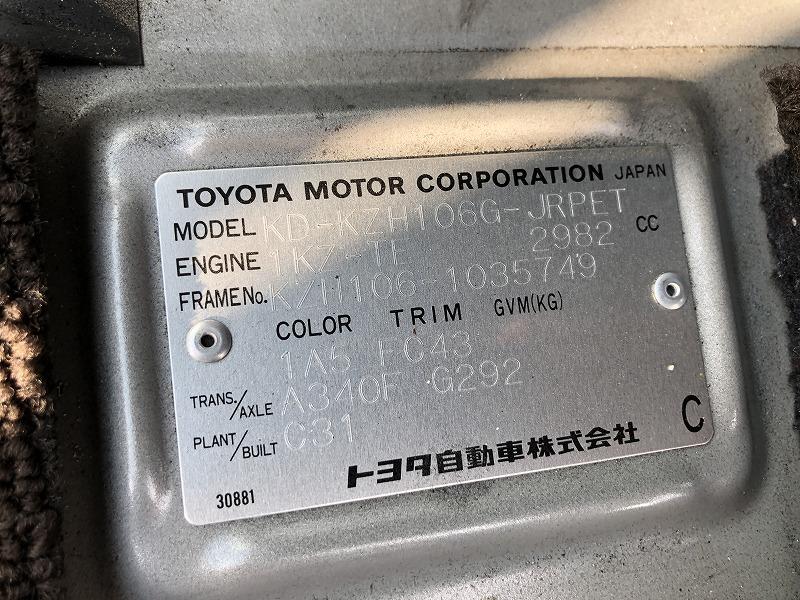 TOYOTA MOTOR CORPORATION JAPAN
MODEL KD-KZH106G-JRPET
ENGINE 1KZ-TE 2982 CC
FRAME No. KZH106-1035749
COLOR TRIM GVM(KG)
1A5 FC43
TRANS./AXLE A340F G292
PLANT/BUILT C31
C
トヨタ自動車株式会社
30881